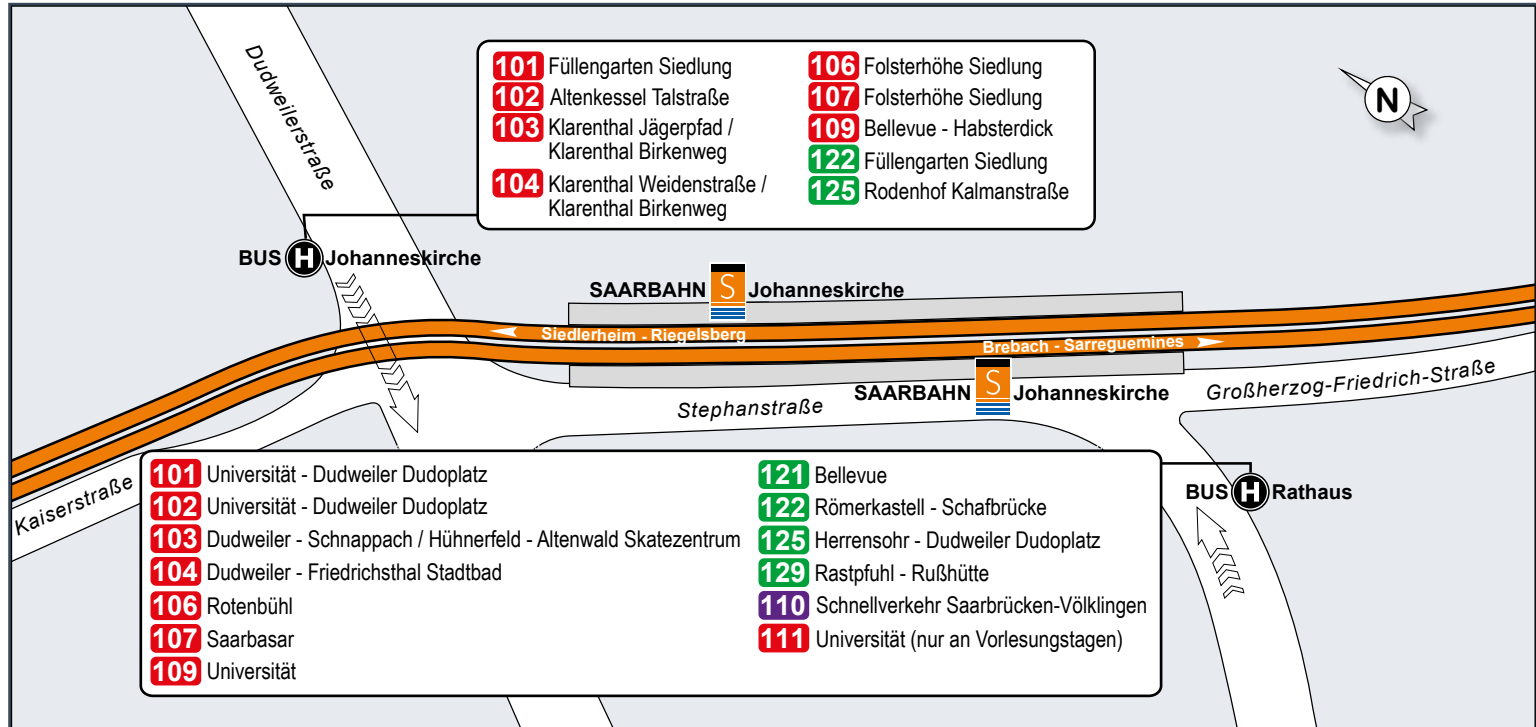 Dudweilerstraße
101 Füllengarten Siedlung
102 Altenkessel Talstraße
103 Klarenthal Jägerpfad /
Klarenthal Birkenweg
104 Klarenthal Weidenstraße /
Klarenthal Birkenweg
106 Folsterhöhe Siedlung
107 Folsterhöhe Siedlung
109 Bellevue - Habsterdick
122 Füllengarten Siedlung
125 Rodenhof Kalmanstraße
N
BUS H Johanneskirche
SAARBAHN S Johanneskirche
Siedlerheim - Riegelsberg
Brebach - Sarreguemines
SAARBAHN S Johanneskirche
Stephanstraße
Großherzog-Friedrich-Straße
Kaiserstraße
101 Universität - Dudweiler Dudoplatz
102 Universität - Dudweiler Dudoplatz
103 Dudweiler - Schnappach / Hühnerfeld - Altenwald Skatezentrum
104 Dudweiler - Friedrichsthal Stadtbad
106 Rotenbühl
107 Saarbasar
109 Universität
121 Bellevue
122 Römerkastell - Schafbrücke
125 Herrensohr - Dudweiler Dudoplatz
129 Rastpfuhl - Rußhütte
110 Schnellverkehr Saarbrücken-Völklingen
111 Universität (nur an Vorlesungstagen)
BUS H Rathaus